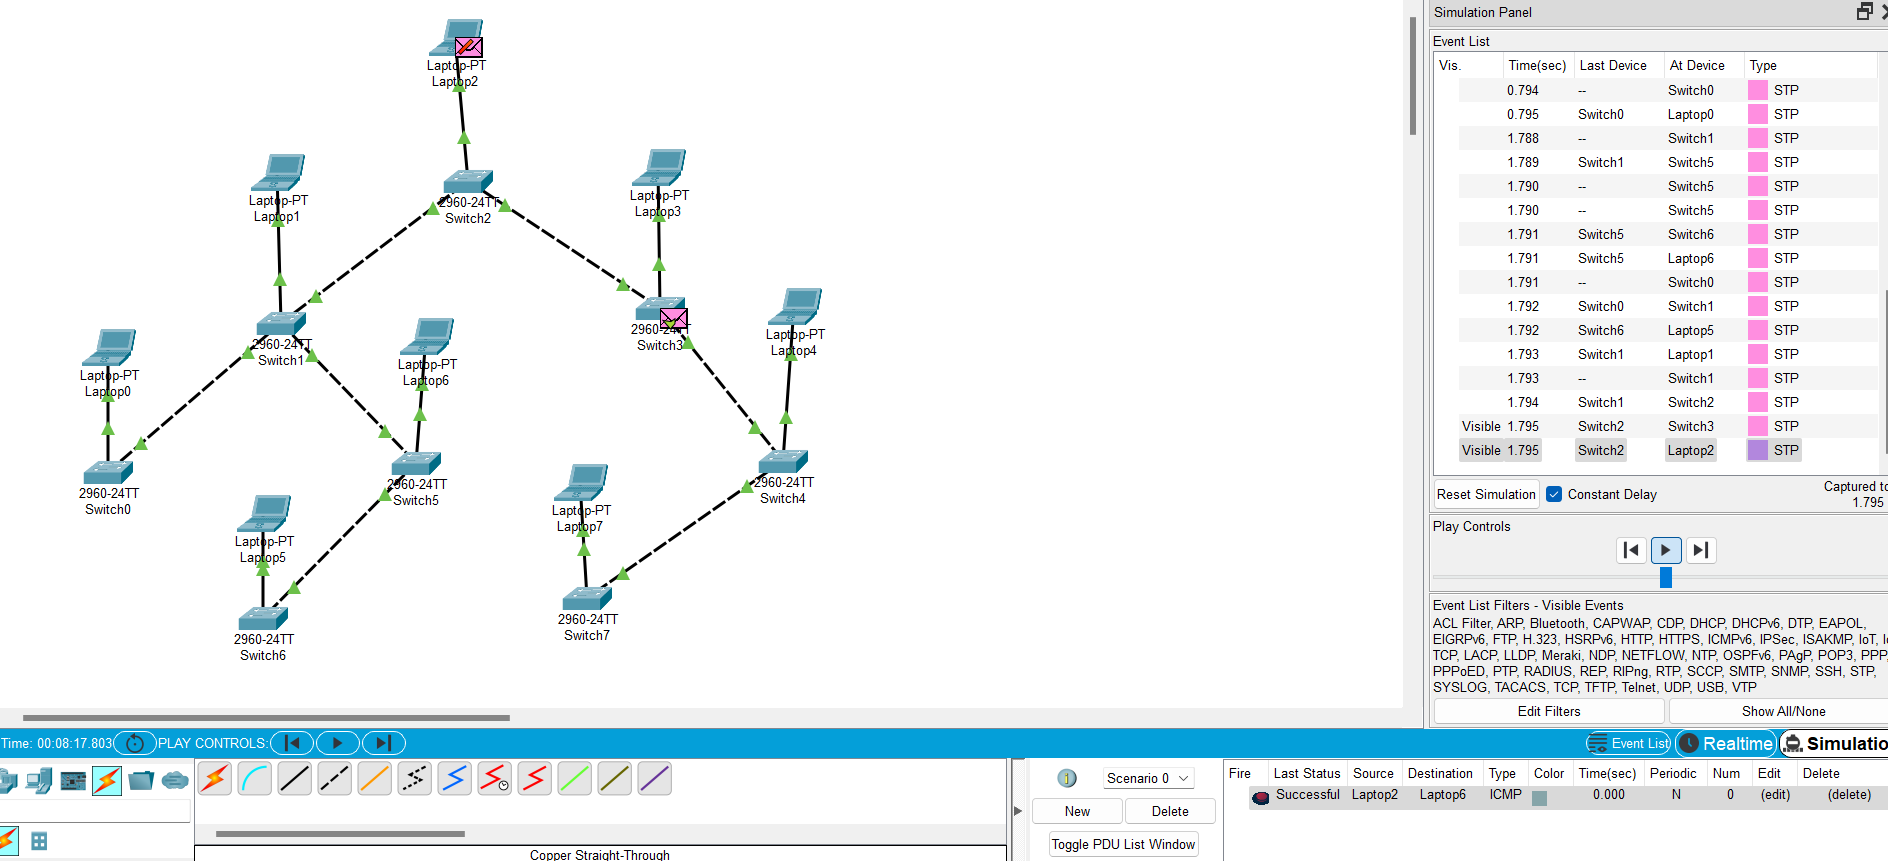 Simulation Panel
Event List
Vis. Time(sec) Last Device At Device Type
0.794 -- Switch0 STP
0.795 Switch0 Laptop0 STP
1.788 -- Switch1 STP
1.789 Switch1 Switch5 STP
1.790 -- Switch5 STP
1.790 -- Switch5 STP
1.791 Switch5 Switch6 STP
1.791 Switch5 Laptop6 STP
1.791 -- Switch0 STP
1.792 Switch0 Switch1 STP
1.792 Switch6 Laptop5 STP
1.793 Switch1 Laptop1 STP
1.793 -- Switch1 STP
1.794 Switch1 Switch2 STP
Visible 1.795 Switch2 Switch3 STP
Visible 1.795 Switch2 Laptop2 STP
Reset Simulation Constant Delay Captured to
1.795
Play Controls
Event List Filters - Visible Events
ACL Filter, ARP, Bluetooth, CAPWAP, CDP, DHCP, DHCPv6, DTP, EAPOL,
EIGRPv6, FTP, H.323, HSRPv6, HTTP, HTTPS, ICMPv6, IPSec, ISAKMP, IoT,
TCP, LACP, LLDP, Meraki, NDP, NETFLOW, NTP, OSPFv6, PAgP, POP3, PPP,
PPPoED, PTP, RADIUS, REP, RIPng, RTP, SCCP, SMTP, SNMP, SSH, STP,
SYSLOG, TACACS, TCP, TFTP, Telnet, UDP, USB, VTP
Edit Filters Show All/None
Laptop-PT
Laptop2
Laptop-PT
Laptop1
2960-24TT
Switch2
Laptop-PT
Laptop3
2960-24TT
Switch1
2960-24TT
Switch3
Laptop-PT
Laptop4
Laptop-PT
Laptop0
Laptop-PT
Laptop6
2960-24TT
Switch0
2960-24TT
Switch5
2960-24TT
Switch4
Laptop-PT
Laptop5
Laptop-PT
Laptop7
2960-24TT
Switch6
2960-24TT
Switch7
Time: 00:08:17.803 PLAY CONTROLS: Event List Realtime Simulatio
Scenario 0
New Delete
Toggle PDU List Window
Fire Last Status Source Destination Type Color Time(sec) Periodic Num Edit Delete
Successful Laptop2 Laptop6 ICMP 0.000 N 0 (edit) (delete)
Copper Straight-Through